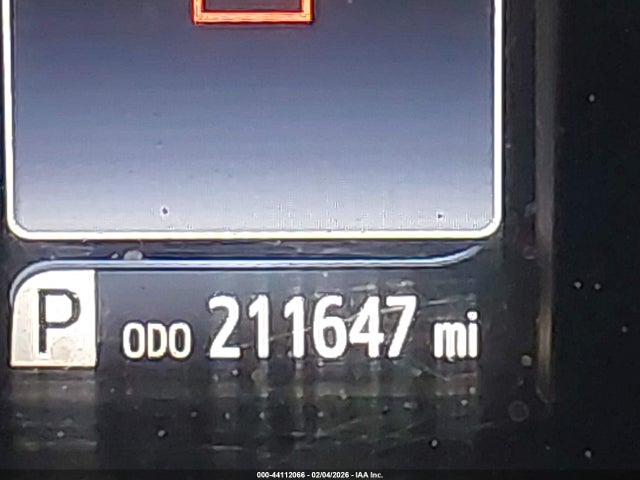 P ODO 211647 mi
000-44112066 - 02/04/2026 - IAA Inc.